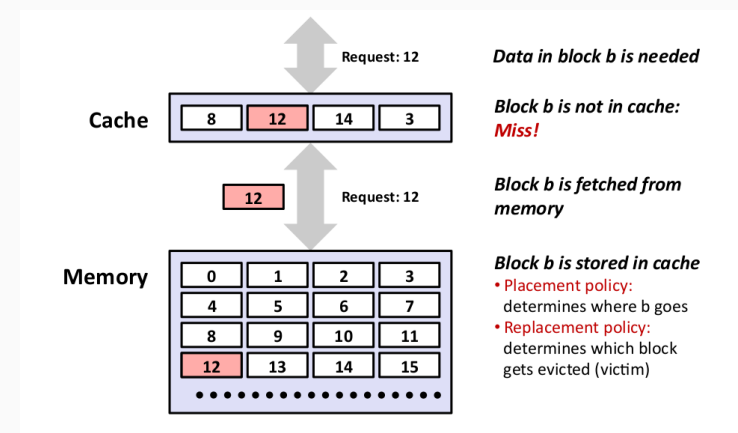 Request: 12
Data in block b is needed
Cache
8 12 14 3
Block b is not in cache:
Miss!
12
Request: 12
Block b is fetched from
memory
Memory
0 1 2 3
4 5 6 7
8 9 10 11
12 13 14 15
Block b is stored in cache
• Placement policy:
determines where b goes
• Replacement policy:
determines which block
gets evicted (victim)